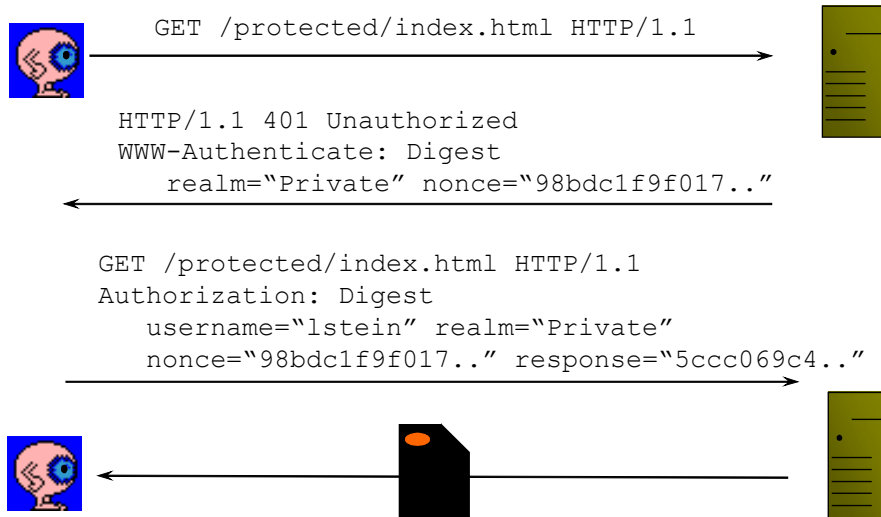 GET /protected/index.html HTTP/1.1
HTTP/1.1 401 Unauthorized
WWW-Authenticate: Digest
realm=“Private” nonce=“98bdc1f9f017..”
GET /protected/index.html HTTP/1.1
Authorization: Digest
username=“lstein” realm=“Private”
nonce=“98bdc1f9f017..” response=“5ccc069c4..”